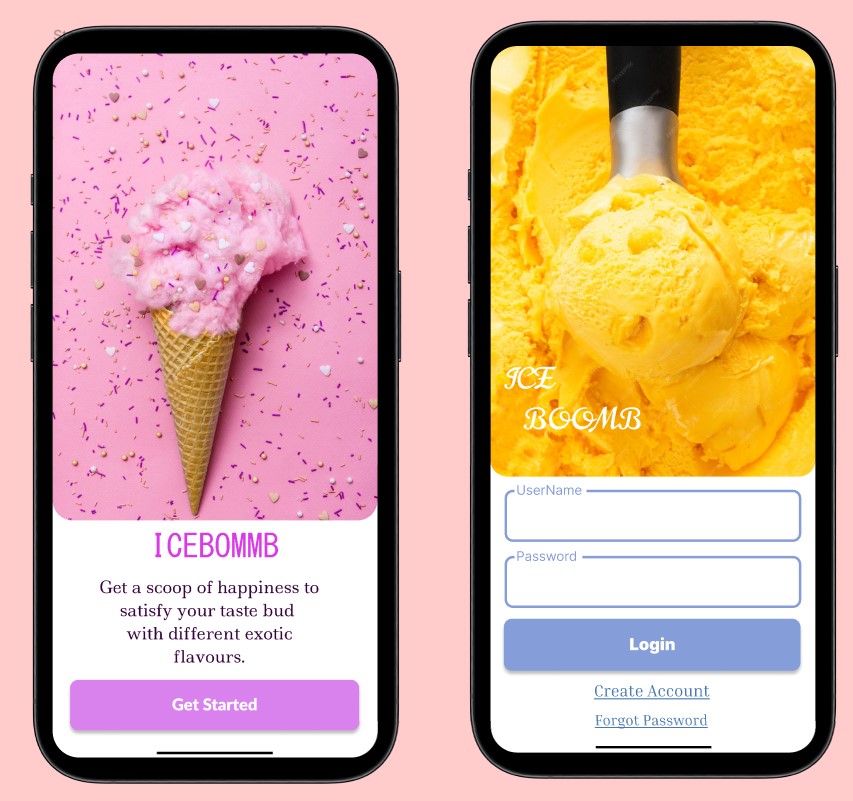 ICEBOMMB
Get a scoop of happiness to
satisfy your taste bud
with different exotic
flavours.
Get Started
ICE
BOOMB
UserName
Password
Login
Create Account
Forgot Password